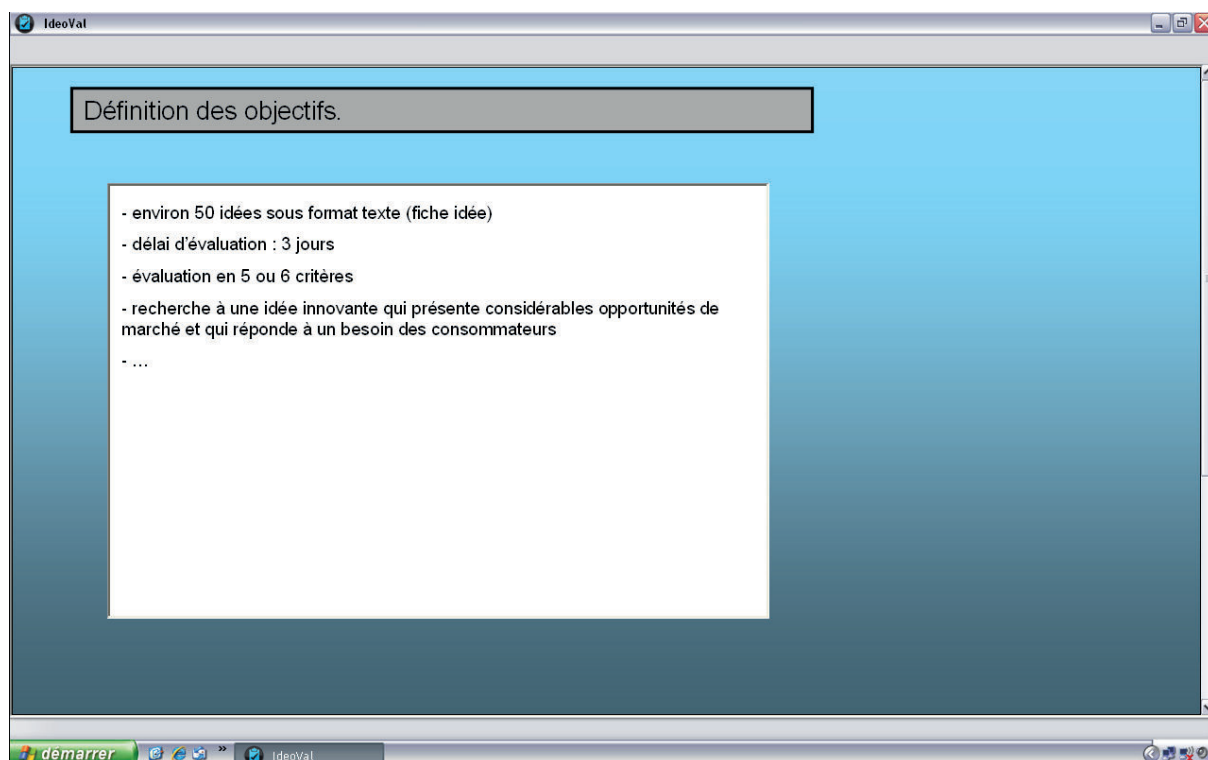 IdeoVal
Définition des objectifs.
- environ 50 idées sous format texte (fiche idée)
- délai d'évaluation : 3 jours
- évaluation en 5 ou 6 critères
- recherche à une idée innovante qui présente considérables opportunités de
marché et qui réponde à un besoin des consommateurs
- ...
démarrer » IdeoVal